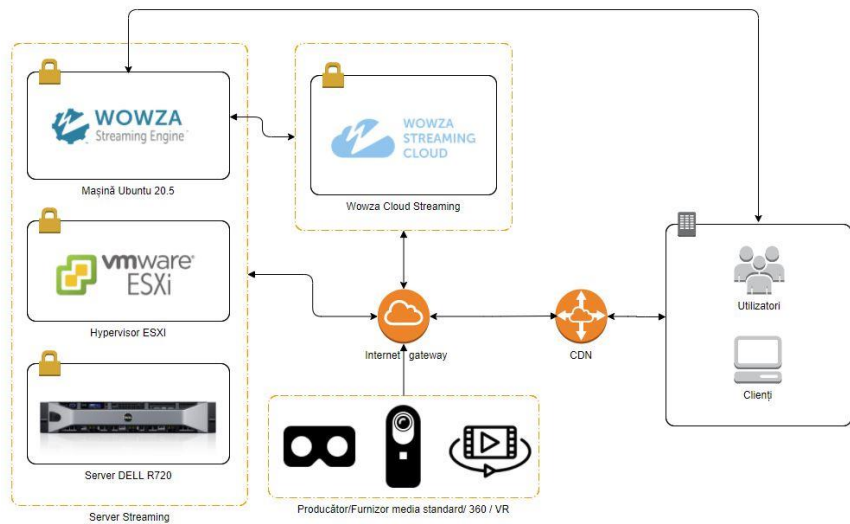 WOWZA
Streaming Engine
Mașină Ubuntu 20.5
WOWZA
STREAMING
CLOUD
Wowza Cloud Streaming
vmware
ESXi
Hypervisor ESXI
Server DELL R720
Server Streaming
Internet gateway
CDN
Utilizatori
Clienți
Producător/Furnizor media standard/ 360 / VR